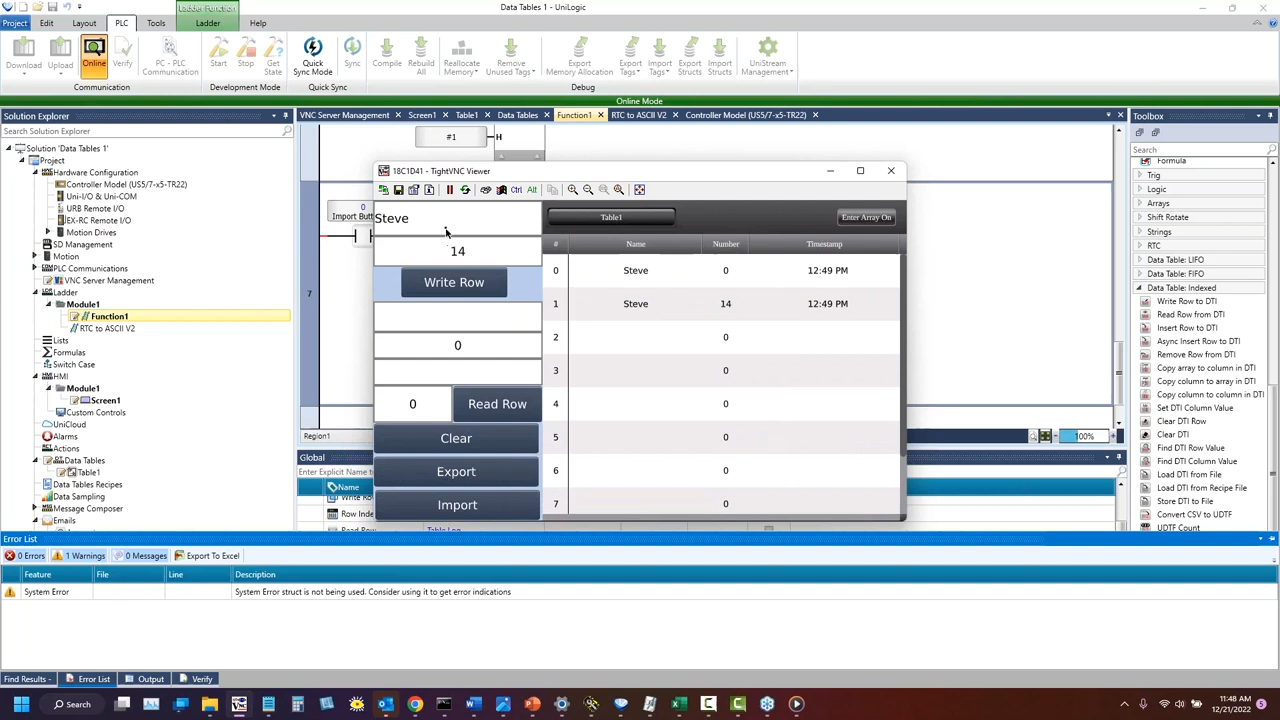 Data Tables 1 - UniLogic
Ladder Function
Project Edit Layout PLC Tools Ladder Help
Download Upload Online Verify PC - PLC Communication Start Stop Get State Quick Sync Mode Sync Compile Rebuild All Reallocate Memory Remove Unused Tags Export Memory Allocation Export Tags Import Tags Export Structs Import Structs UniStream Management
Communication Development Mode Quick Sync Debug
Online Mode
Solution Explorer
Search Solution Explorer
Solution 'Data Tables 1'
Project
Hardware Configuration
Controller Model (US5/7-x5-TR22)
Uni-I/O & Uni-COM
URB Remote I/O
EX-RC Remote I/O
Motion Drives
SD Management
PLC Communications
VNC Server Management
Ladder
Module1
Function1
RTC to ASCII V2
Lists
Formulas
Switch Case
HMI
Module1
Screen1
Custom Controls
UniCloud
Alarms
Actions
Data Tables
Table1
Data Tables Recipes
Data Sampling
Message Composer
Emails
VNC Server Management Screen1 Table1 Data Tables Function1 RTC to ASCII V2 Controller Model (US5/7-x5-TR22)
#1 H
0
Import Butt
7
Region1
100%
Global
Enter Explicit Name to
Name
Row Inde
18C1D41 - TightVNC Viewer
Ctrl Alt
Steve
14
Write Row
0
0 Read Row
Clear
Export
Import
Table1 Enter Array On
# Name Number Timestamp
0 Steve 0 12:49 PM
1 Steve 14 12:49 PM
2 0
3 0
4 0
5 0
6 0
7 0
Toolbox
Search
Formula
Trig
Logic
Arrays
Shift Rotate
Strings
RTC
Data Table: LIFO
Data Table: FIFO
Data Table: Indexed
Write Row to DTI
Read Row from DTI
Insert Row to DTI
Async Insert Row to DTI
Remove Row from DTI
Copy array to column in DTI
Copy column to array in DTI
Set DTI Column Value
Clear DTI Row
Clear DTI
Find DTI Row Value
Find DTI Column Value
Load DTI from File
Load DTI from Recipe File
Store DTI to File
Convert CSV to UDTF
UDTF Count
Error List
0 Errors 1 Warnings 0 Messages Export To Excel
Feature File Line Description
System Error System Error struct is not being used. Consider using it to get error indications
Find Results - Error List Output Verify
Search
11:48 AM
12/21/2022